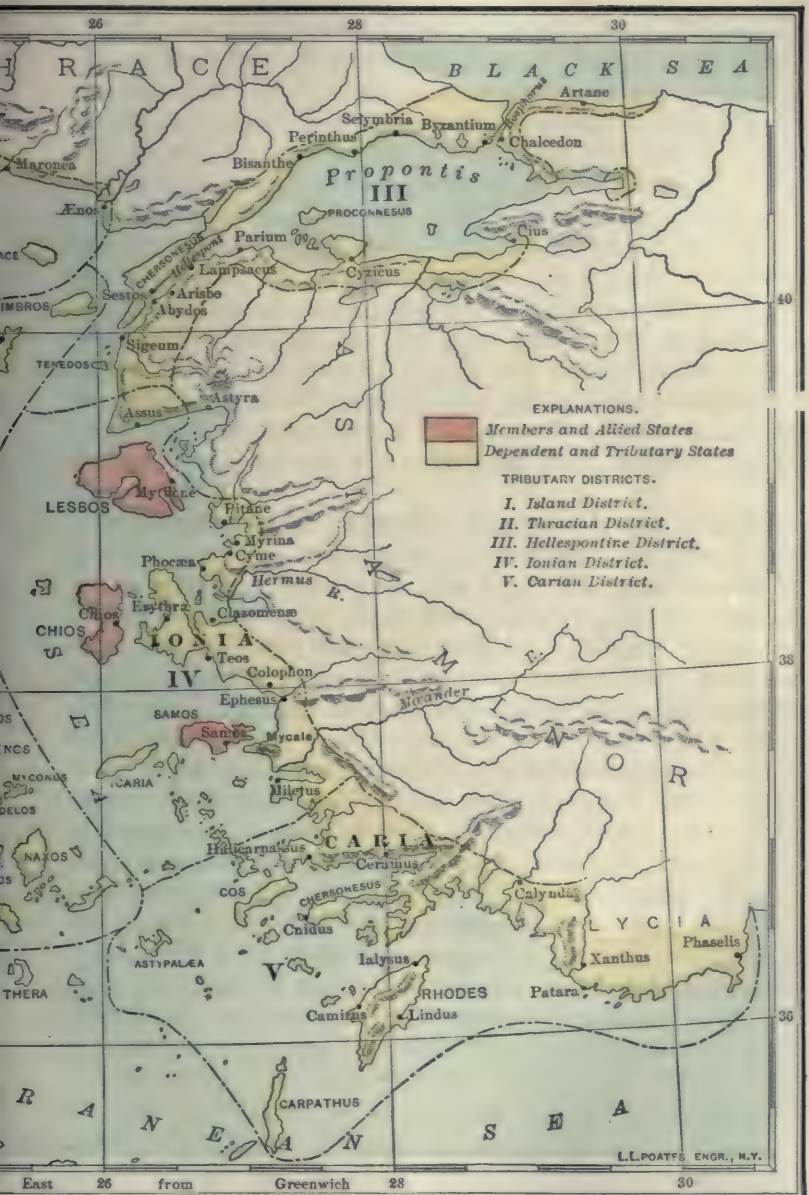 26 28 30
H R A C E
BLACK SEA
Artane
Bosphorus
Selymbria Byzantium
Perinthus
Chalcedon
Maronea
Bisanthe
Propontis
III
Ænos
PROCONNESUS
Cius
Parium
ACE
CHERSONESUS
Hellespont
Lampsacus
Cyzicus
Sestos Arisbe
IMBROS
Abydos
40
Sigeum
TENEDOS
Astyra
Assus
EXPLANATIONS.
Members and Allied States
Dependent and Tributary States
TRIBUTARY DISTRICTS.
I. Island District.
II. Thracian District.
III. Hellespontine District.
IV. Ionian District.
V. Carian District.
Mytilene
LESBOS
Pitane
Myrina
Cyme
Phocæa
Hermus R.
Erythræ
Chios
Clazomenæ
CHIOS
IONIA
Teos
38
IV
Colophon
Ephesus
Mæander r.
A S I A M I N O R
SAMOS
Samos
Mycale
ICARIA
MYCONUS
DELOS
Miletus
NAXOS
CARIA
Halicarnassus
Ceramus
COS
CHERSONESUS
Calynda
Cnidus
LYCIA
Phaselis
ASTYPALÆA
V
Ialysus
Xanthus
THERA
RHODES
Patara
Camirus Lindus
36
CARPATHUS
R A N E A N S E A
L.L.POATES ENGR., N.Y.
East 26 from Greenwich 28 30